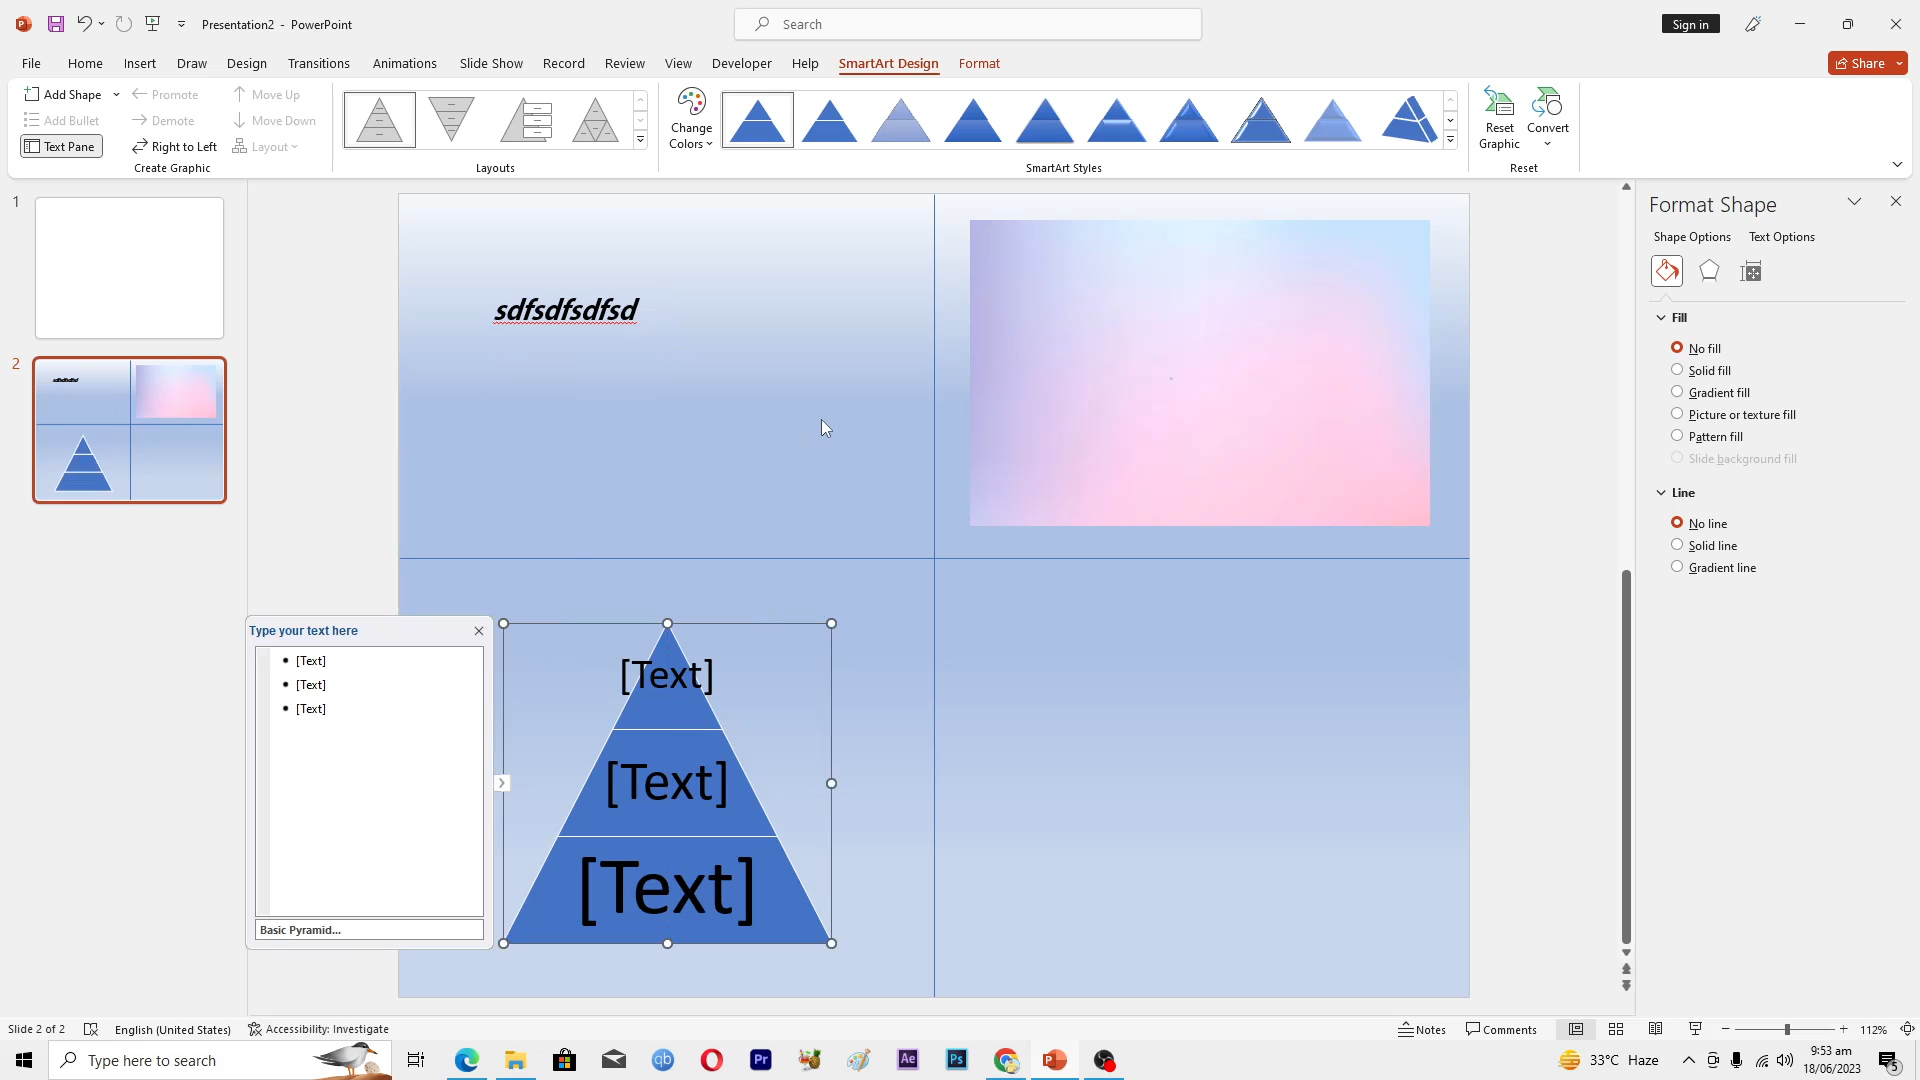 Presentation2 - PowerPoint
Search
Sign in
File Home Insert Draw Design Transitions Animations Slide Show Record Review View Developer Help SmartArt Design Format
Share
Add Shape Promote Move Up
Add Bullet Demote Move Down
Text Pane Right to Left Layout
Create Graphic
Layouts
Change
Colors
SmartArt Styles
Reset
Graphic
Convert
Reset
1
2
sdfsdfsdfsd
sdfsdfsdfsd
Type your text here
[Text]
[Text]
[Text]
Basic Pyramid...
[Text]
[Text]
[Text]
Format Shape
Shape Options Text Options
Fill
No fill
Solid fill
Gradient fill
Picture or texture fill
Pattern fill
Slide background fill
Line
No line
Solid line
Gradient line
Slide 2 of 2 English (United States) Accessibility: Investigate
Notes Comments 112%
Type here to search
qb
Pr
Ae
Ps
33°C Haze
9:53 am
18/06/2023
5